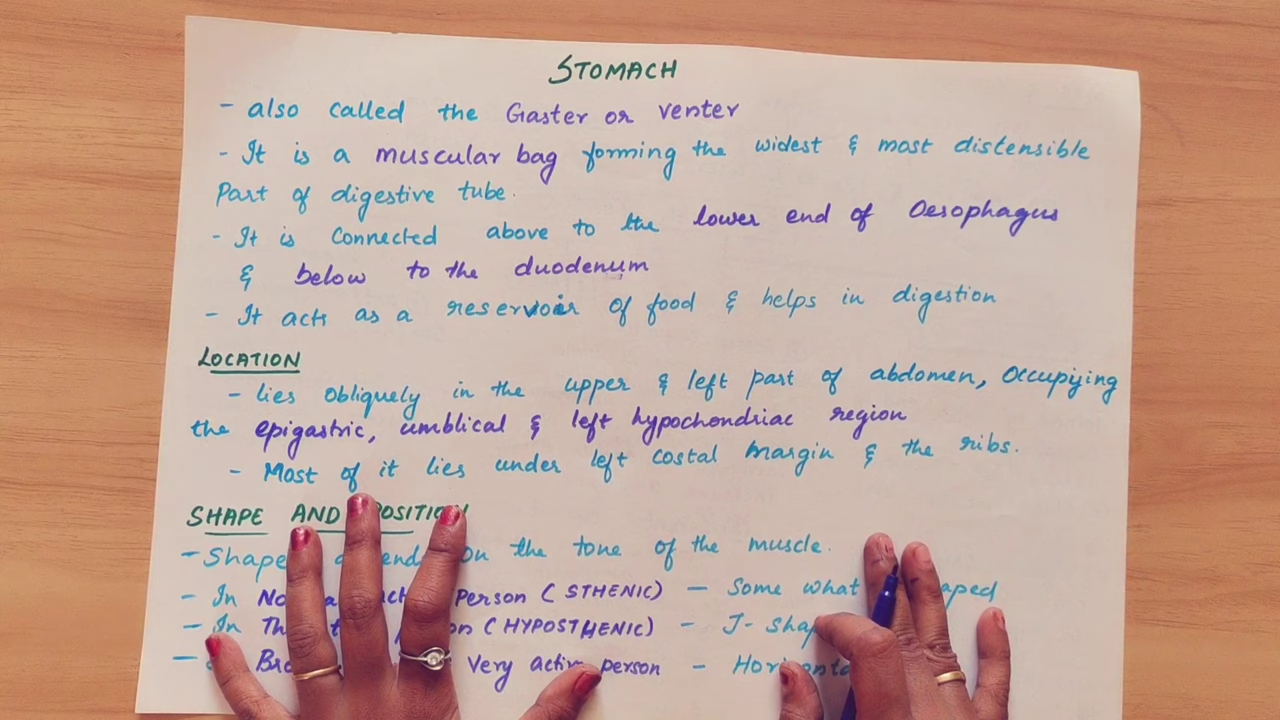 STOMACH
- also called the Gaster or venter
- It is a muscular bag forming the widest & most distensible
Part of digestive tube.
- It is Connected above to the lower end of Oesophagus
& below to the duodenum
- It acts as a reservoir of food & helps in digestion
LOCATION
- lies obliquely in the upper & left part of abdomen, Occupying
the epigastric, umblical & left hypochondriac region
- Most of it lies under left costal margin & the ribs.
SHAPE AND POSITION
- Shape on the tone of the muscle.
- In Person (STHENIC) - Some what
- In (HYPOSTHENIC) - J-
- Very active person -